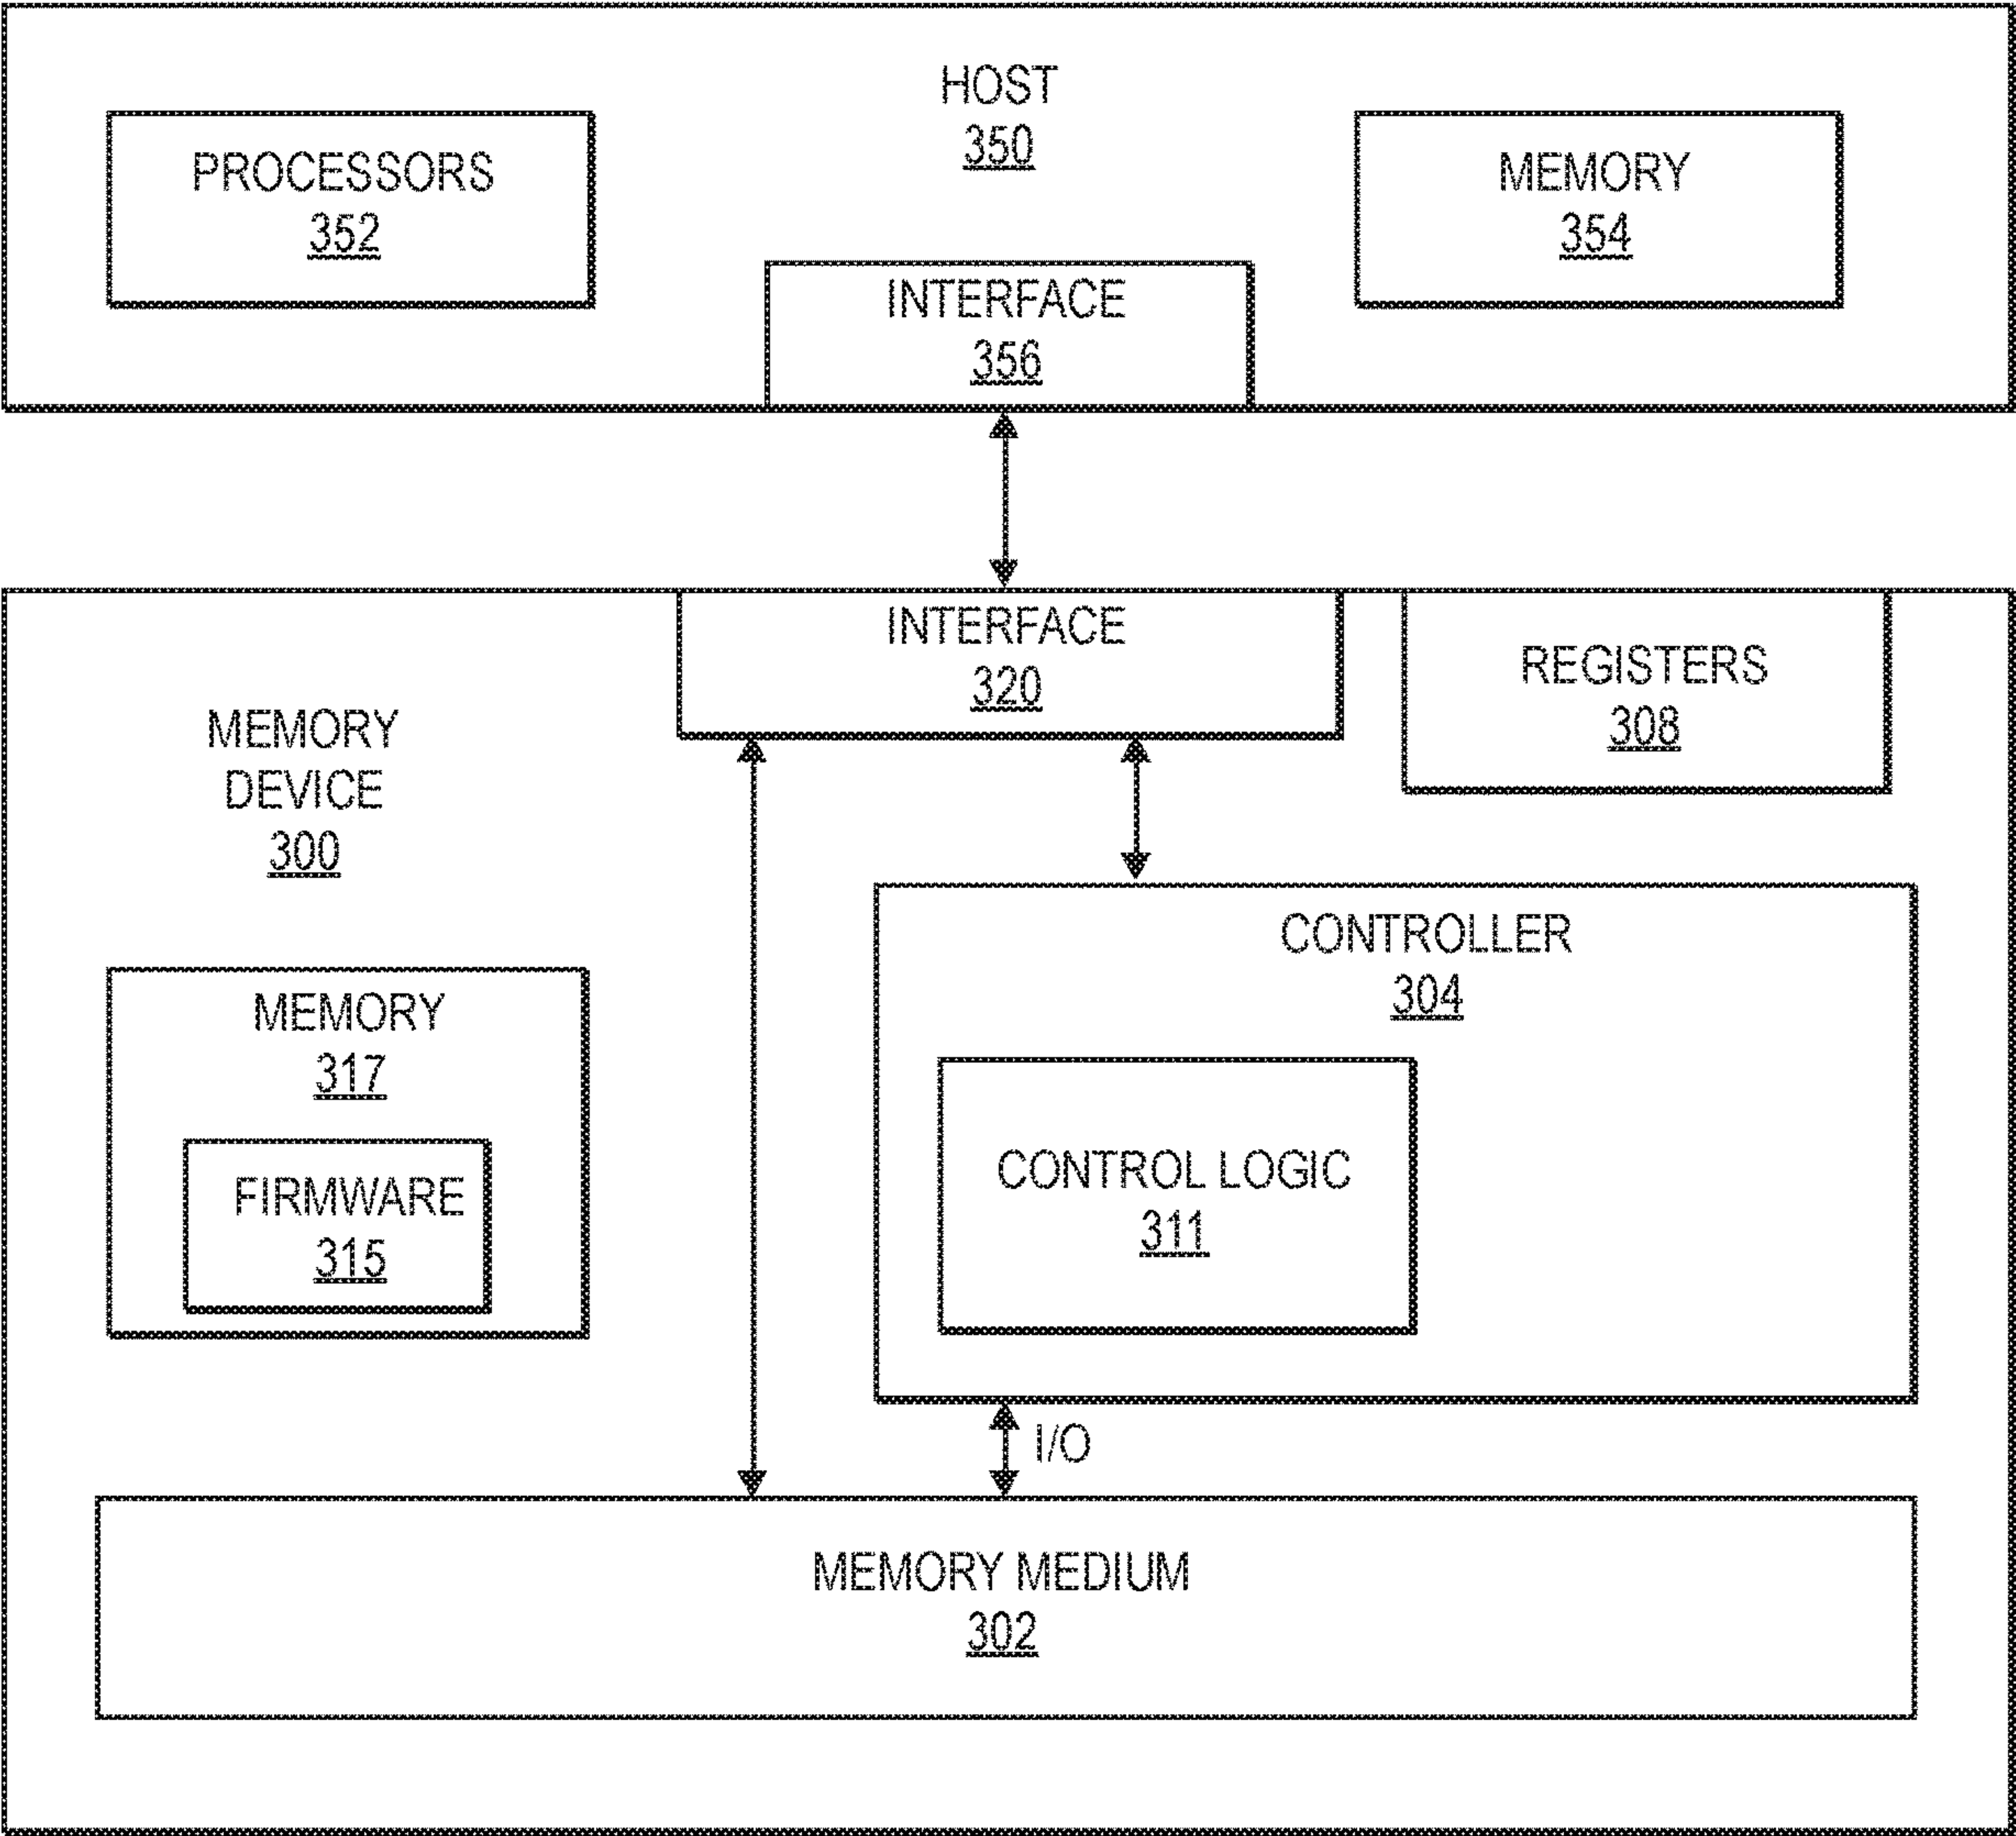 HOST
350
PROCESSORS
352
MEMORY
354
INTERFACE
356
INTERFACE
320
REGISTERS
308
MEMORY
DEVICE
300
CONTROLLER
304
MEMORY
317
CONTROL LOGIC
311
FIRMWARE
315
I/O
MEMORY MEDIUM
302